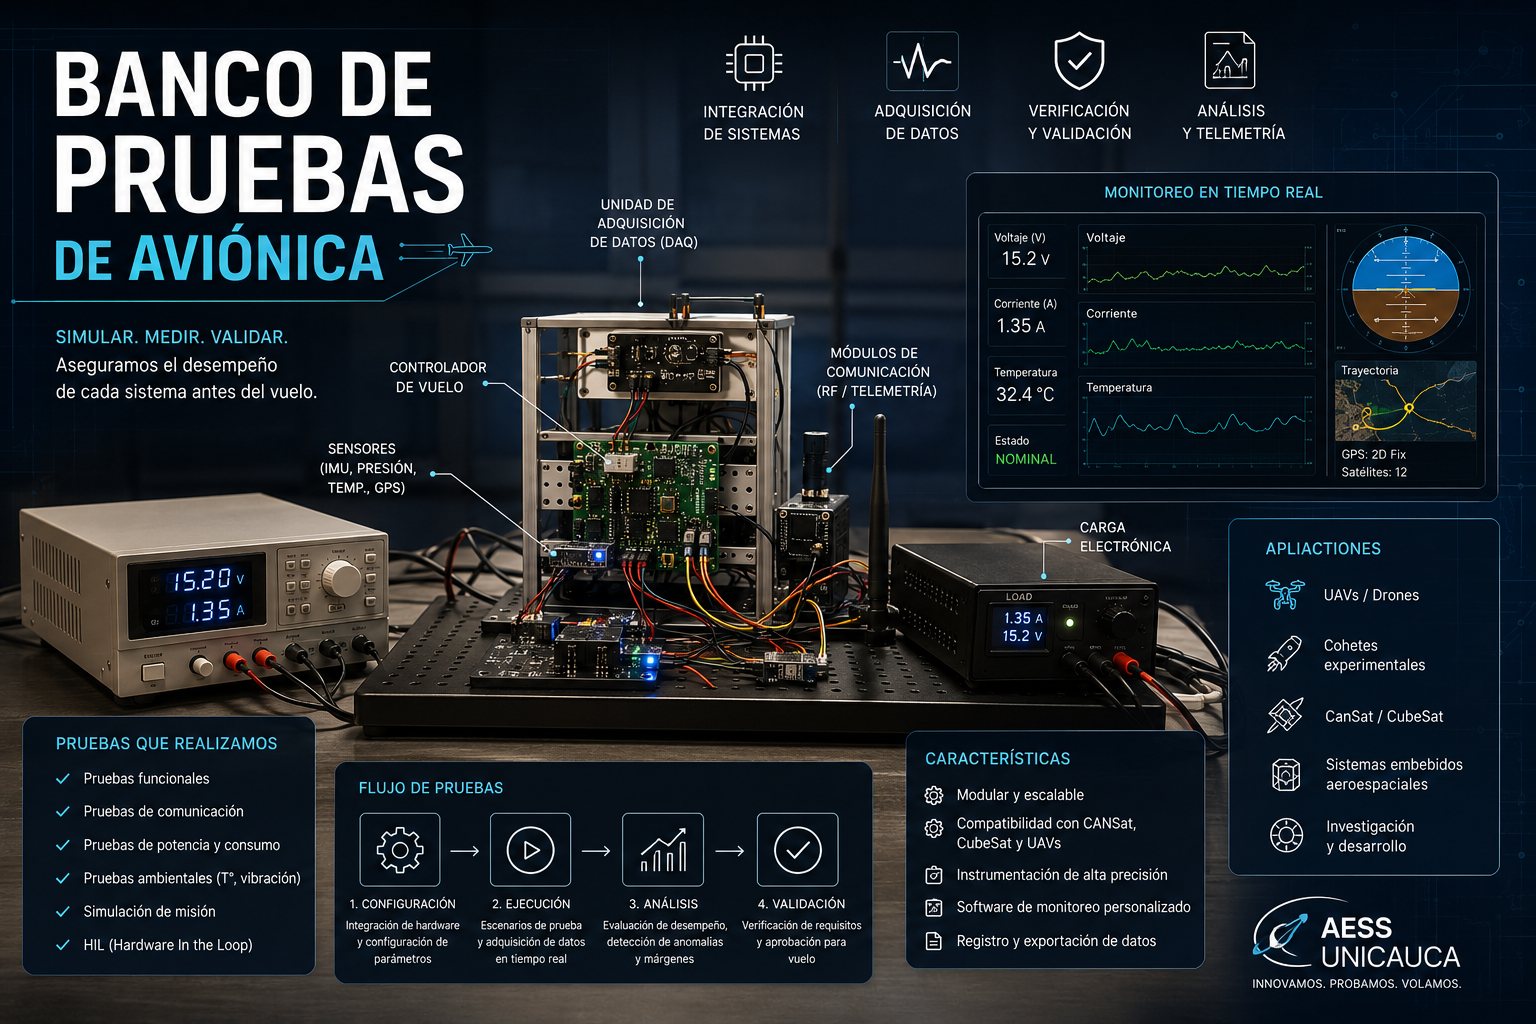 BANCO DE
PRUEBAS
DE AVIÓNICA
SIMULAR. MEDIR. VALIDAR.
Aseguramos el desempeño
de cada sistema antes del vuelo.
INTEGRACIÓN
DE SISTEMAS
ADQUISICIÓN
DE DATOS
VERIFICACIÓN
Y VALIDACIÓN
ANÁLISIS
Y TELEMETRÍA
UNIDAD DE
ADQUISICIÓN
DE DATOS (DAQ)
CONTROLADOR
DE VUELO
SENSORES
(IMU, PRESIÓN,
TEMP., GPS)
MÓDULOS DE
COMUNICACIÓN
(RF / TELEMETRÍA)
CARGA
ELECTRÓNICA
MONITOREO EN TIEMPO REAL
Voltaje (V)
15.2 V
Corriente (A)
1.35 A
Temperatura
32.4 °C
Estado
NOMINAL
Voltaje
Corriente
Temperatura
Trayectoria
GPS: 2D Fix
Satélites: 12
15.20 V
1.35 A
LOAD
1.35 A
15.2 V
PRUEBAS QUE REALIZAMOS
Pruebas funcionales
Pruebas de comunicación
Pruebas de potencia y consumo
Pruebas ambientales (T°, vibración)
Simulación de misión
HIL (Hardware In the Loop)
FLUJO DE PRUEBAS
1. CONFIGURACIÓN
Integración de hardware
y configuración de
parámetros
2. EJECUCIÓN
Escenarios de prueba
y adquisición de datos
en tiempo real
3. ANÁLISIS
Evaluación de desempeño,
detección de anomalías
y márgenes
4. VALIDACIÓN
Verificación de requisitos
y aprobación para
vuelo
CARACTERÍSTICAS
Modular y escalable
Compatibilidad con CANSat,
CubeSat y UAVs
Instrumentación de alta precisión
Software de monitoreo personalizado
Registro y exportación de datos
APLIACTIONES
UAVs / Drones
Cohetes
experimentales
CanSat / CubeSat
Sistemas embebidos
aeroespaciales
Investigación
y desarrollo
AESS
UNICAUCA
INNOVAMOS. PROBAMOS. VOLAMOS.